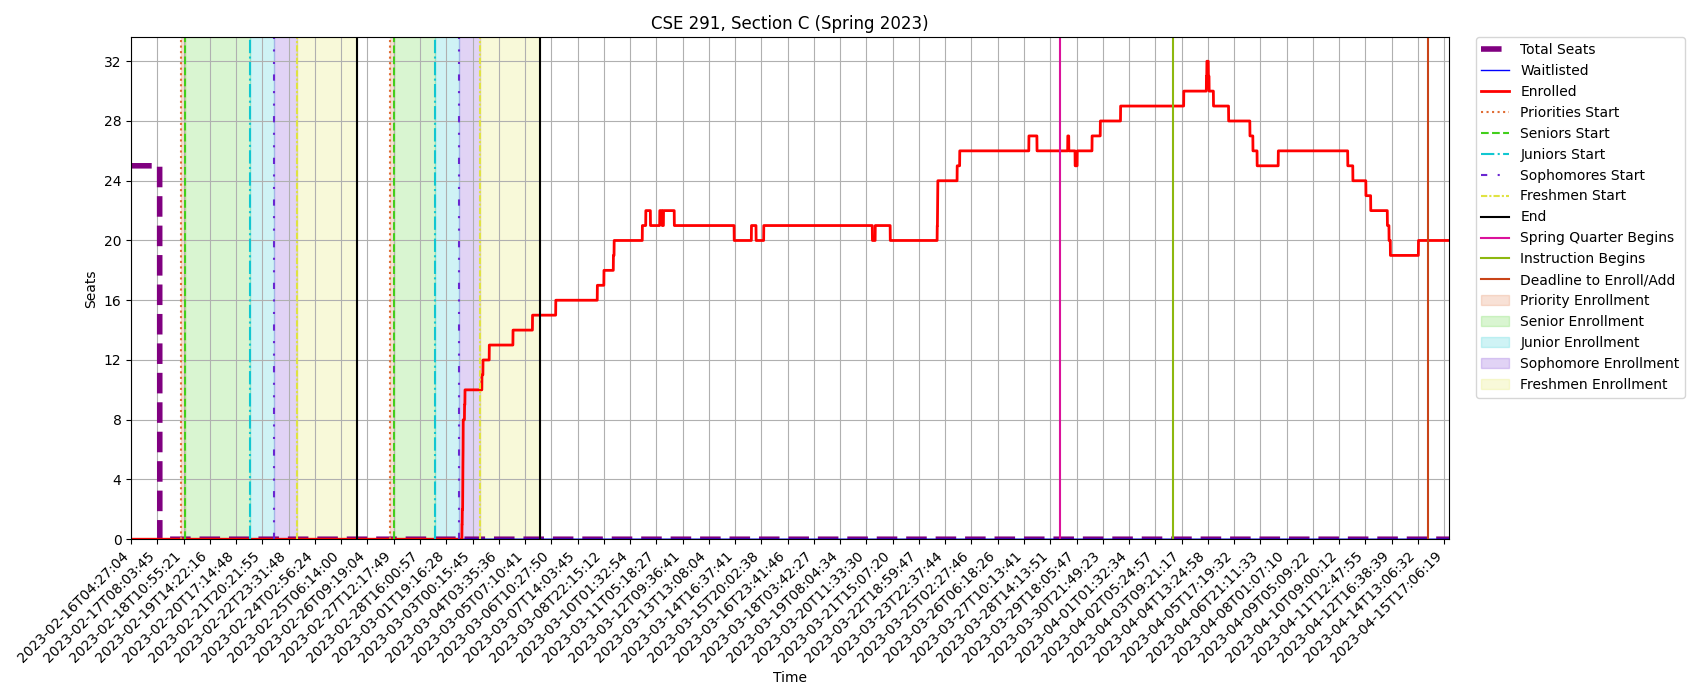 CSE 291, Section C (Spring 2023)
Seats
32
28
24
20
16
12
8
4
0
2023-02-16T04:27:04
2023-02-17T08:03:45
2023-02-18T10:55:21
2023-02-19T14:22:16
2023-02-20T17:14:48
2023-02-21T20:21:55
2023-02-22T23:31:48
2023-02-24T02:56:24
2023-02-25T06:14:00
2023-02-26T09:19:04
2023-02-27T12:17:49
2023-02-28T16:00:57
2023-03-01T19:16:28
2023-03-03T00:15:45
2023-03-04T03:35:36
2023-03-05T07:10:41
2023-03-06T10:27:50
2023-03-07T14:03:45
2023-03-08T22:15:12
2023-03-10T01:32:54
2023-03-11T05:18:27
2023-03-12T09:36:41
2023-03-13T13:08:04
2023-03-14T16:37:41
2023-03-15T20:02:38
2023-03-16T23:41:46
2023-03-18T03:42:27
2023-03-19T08:04:34
2023-03-20T11:33:30
2023-03-21T15:07:20
2023-03-22T18:59:47
2023-03-23T22:37:44
2023-03-25T02:27:46
2023-03-26T06:18:26
2023-03-27T10:13:41
2023-03-28T14:13:51
2023-03-29T18:05:47
2023-03-30T21:49:23
2023-04-01T01:32:34
2023-04-02T05:24:57
2023-04-03T09:21:17
2023-04-04T13:24:58
2023-04-05T17:19:32
2023-04-06T21:11:33
2023-04-08T01:07:10
2023-04-09T05:09:22
2023-04-10T09:00:12
2023-04-11T12:47:55
2023-04-12T16:38:39
2023-04-14T13:06:32
2023-04-15T17:06:19
Time
Total Seats
Waitlisted
Enrolled
Priorities Start
Seniors Start
Juniors Start
Sophomores Start
Freshmen Start
End
Spring Quarter Begins
Instruction Begins
Deadline to Enroll/Add
Priority Enrollment
Senior Enrollment
Junior Enrollment
Sophomore Enrollment
Freshmen Enrollment